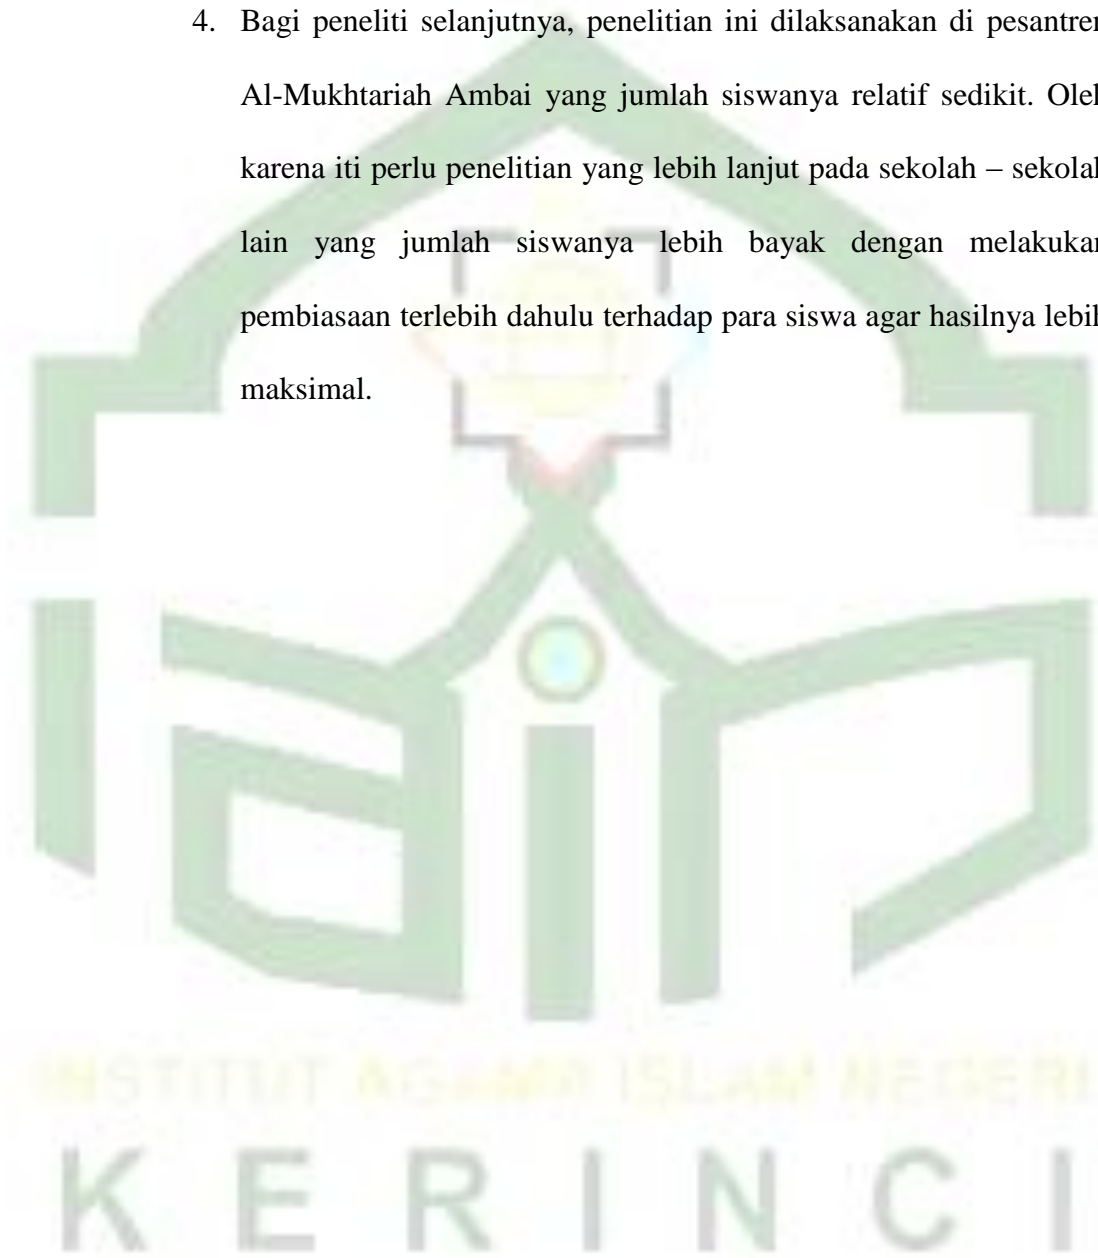 4. Bagi peneliti selanjutnya, penelitian ini dilaksanakan di pesantren
Al-Mukhtariah Ambai yang jumlah siswanya relatif sedikit. Oleh
karena iti perlu penelitian yang lebih lanjut pada sekolah – sekolah
lain yang jumlah siswanya lebih bayak dengan melakukan
pembiasaan terlebih dahulu terhadap para siswa agar hasilnya lebih
maksimal.
INSTITUT AGAMA ISLAM NEGERI
KERINCI